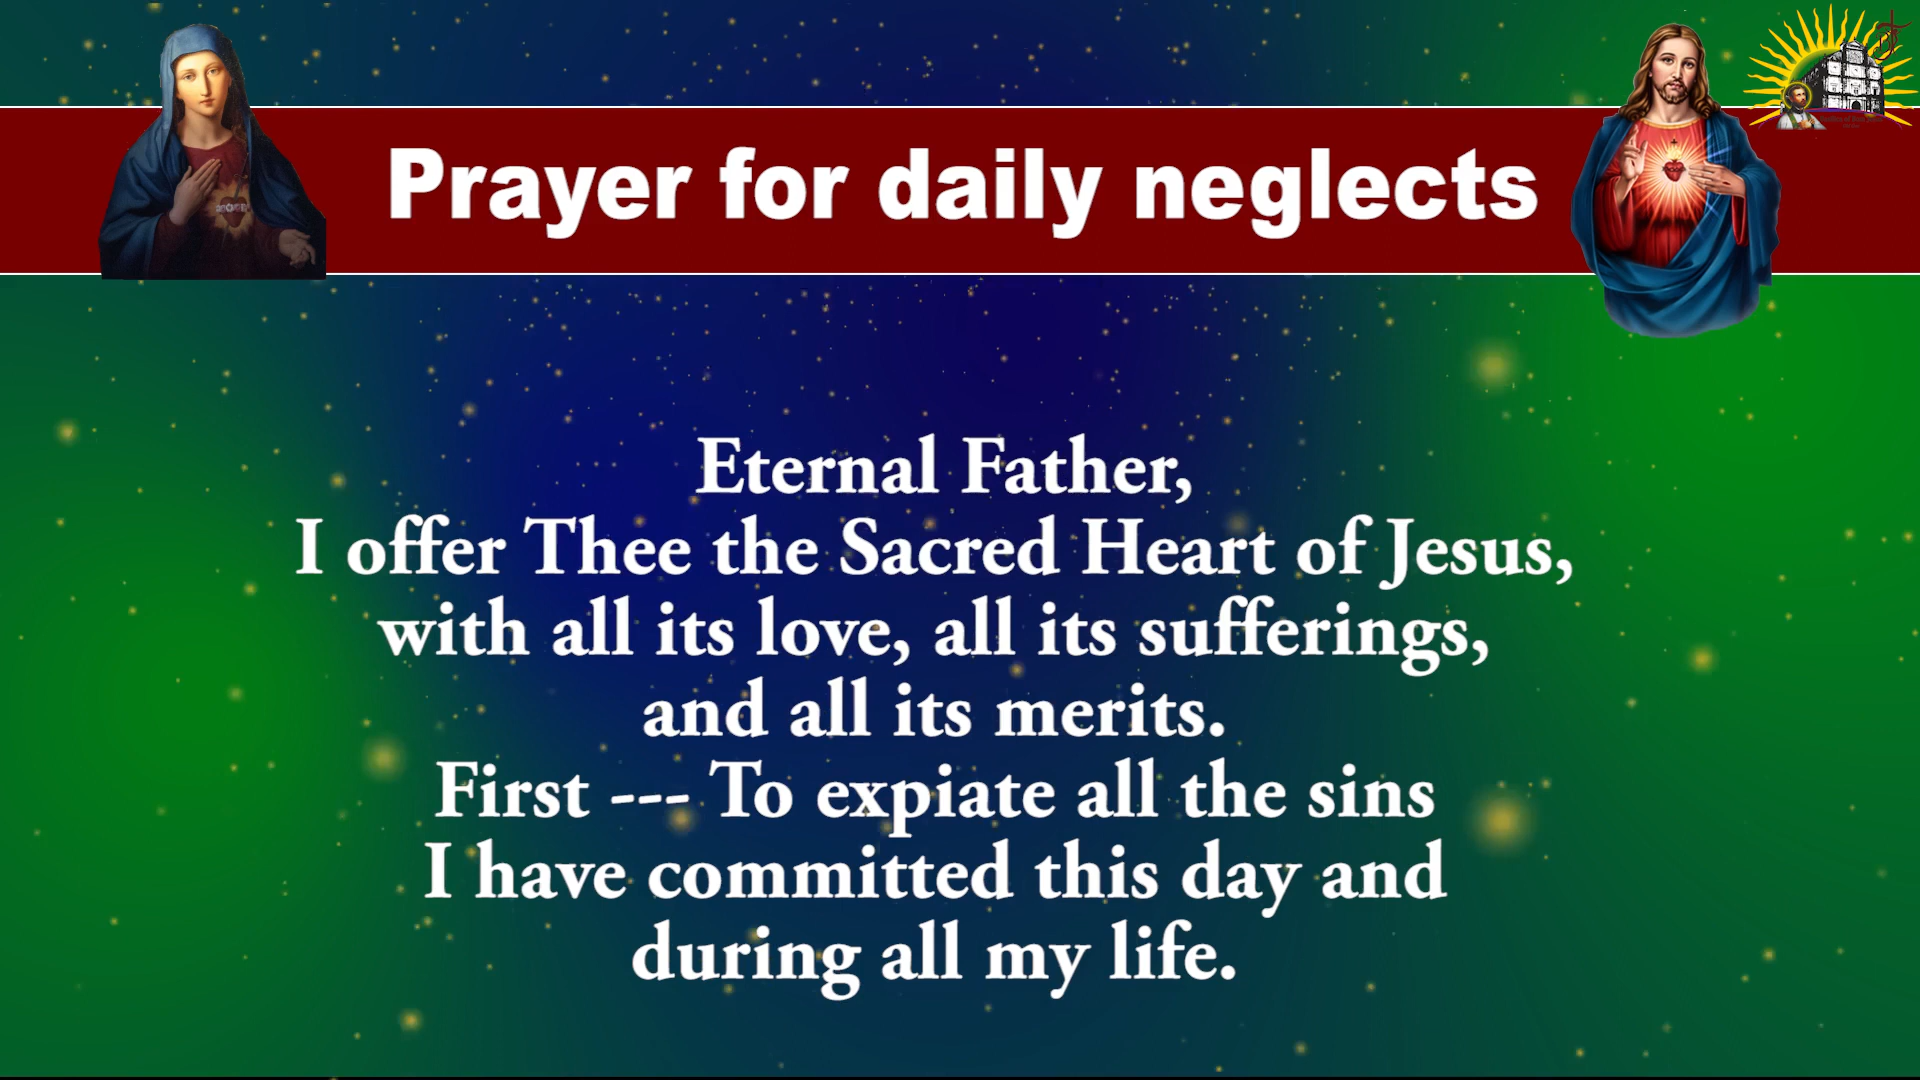 Prayer for daily neglects
Eternal Father,
I offer Thee the Sacred Heart of Jesus,
with all its love, all its sufferings,
and all its merits.
First --- To expiate all the sins
I have committed this day and
during all my life.